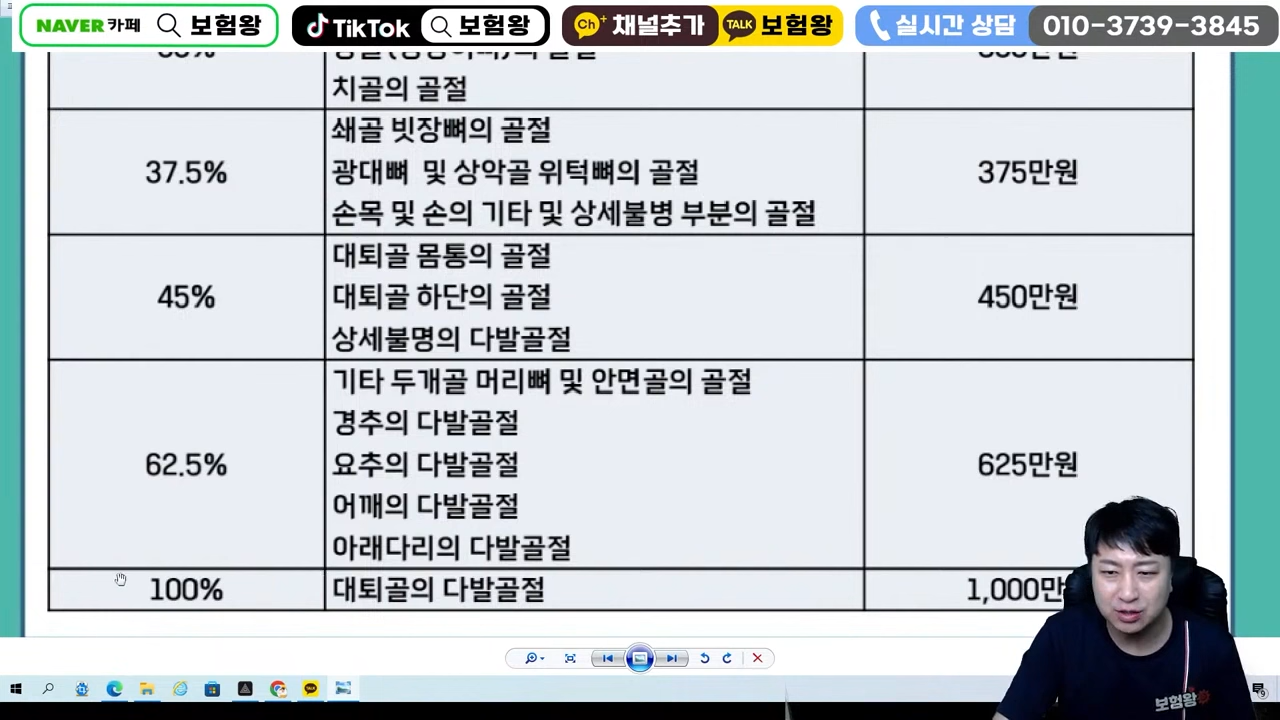 NAVER 카페 보험왕 TikTok 보험왕 Ch+ 채널추가 TALK 보험왕 실시간 상담 010-3739-3845
치골의 골절
쇄골 빗장뼈의 골절
37.5% 광대뼈 및 상악골 위턱뼈의 골절 375만원
손목 및 손의 기타 및 상세불병 부분의 골절
대퇴골 몸통의 골절
45% 대퇴골 하단의 골절 450만원
상세불명의 다발골절
기타 두개골 머리뼈 및 안면골의 골절
경추의 다발골절
62.5% 요추의 다발골절 625만원
어깨의 다발골절
아래다리의 다발골절
100% 대퇴골의 다발골절 1,000만
보험왕